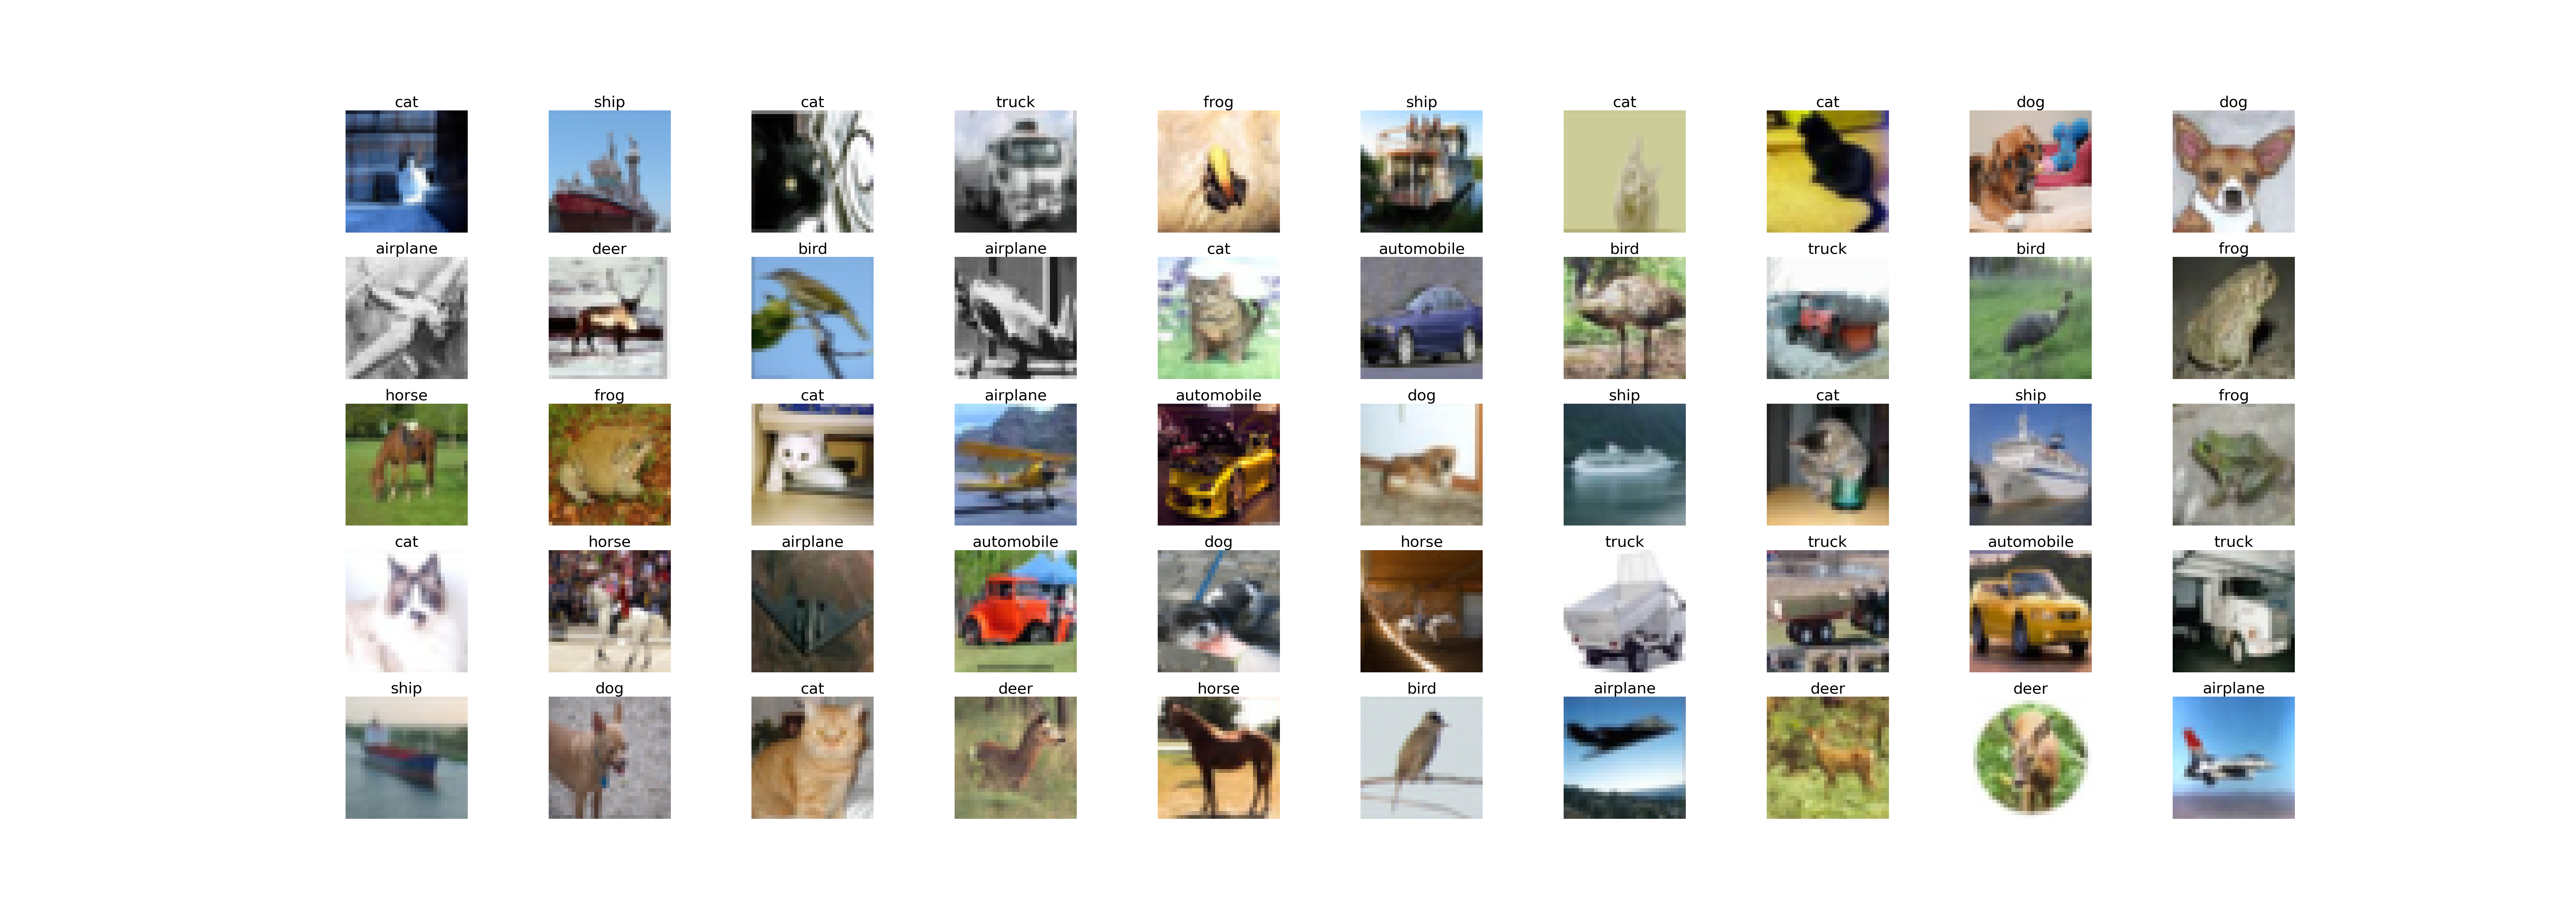 cat ship cat truck frog ship cat cat dog dog
airplane deer bird airplane cat automobile bird truck bird frog
horse frog cat airplane automobile dog ship cat ship frog
cat horse airplane automobile dog horse truck truck automobile truck
ship dog cat deer horse bird airplane deer deer airplane